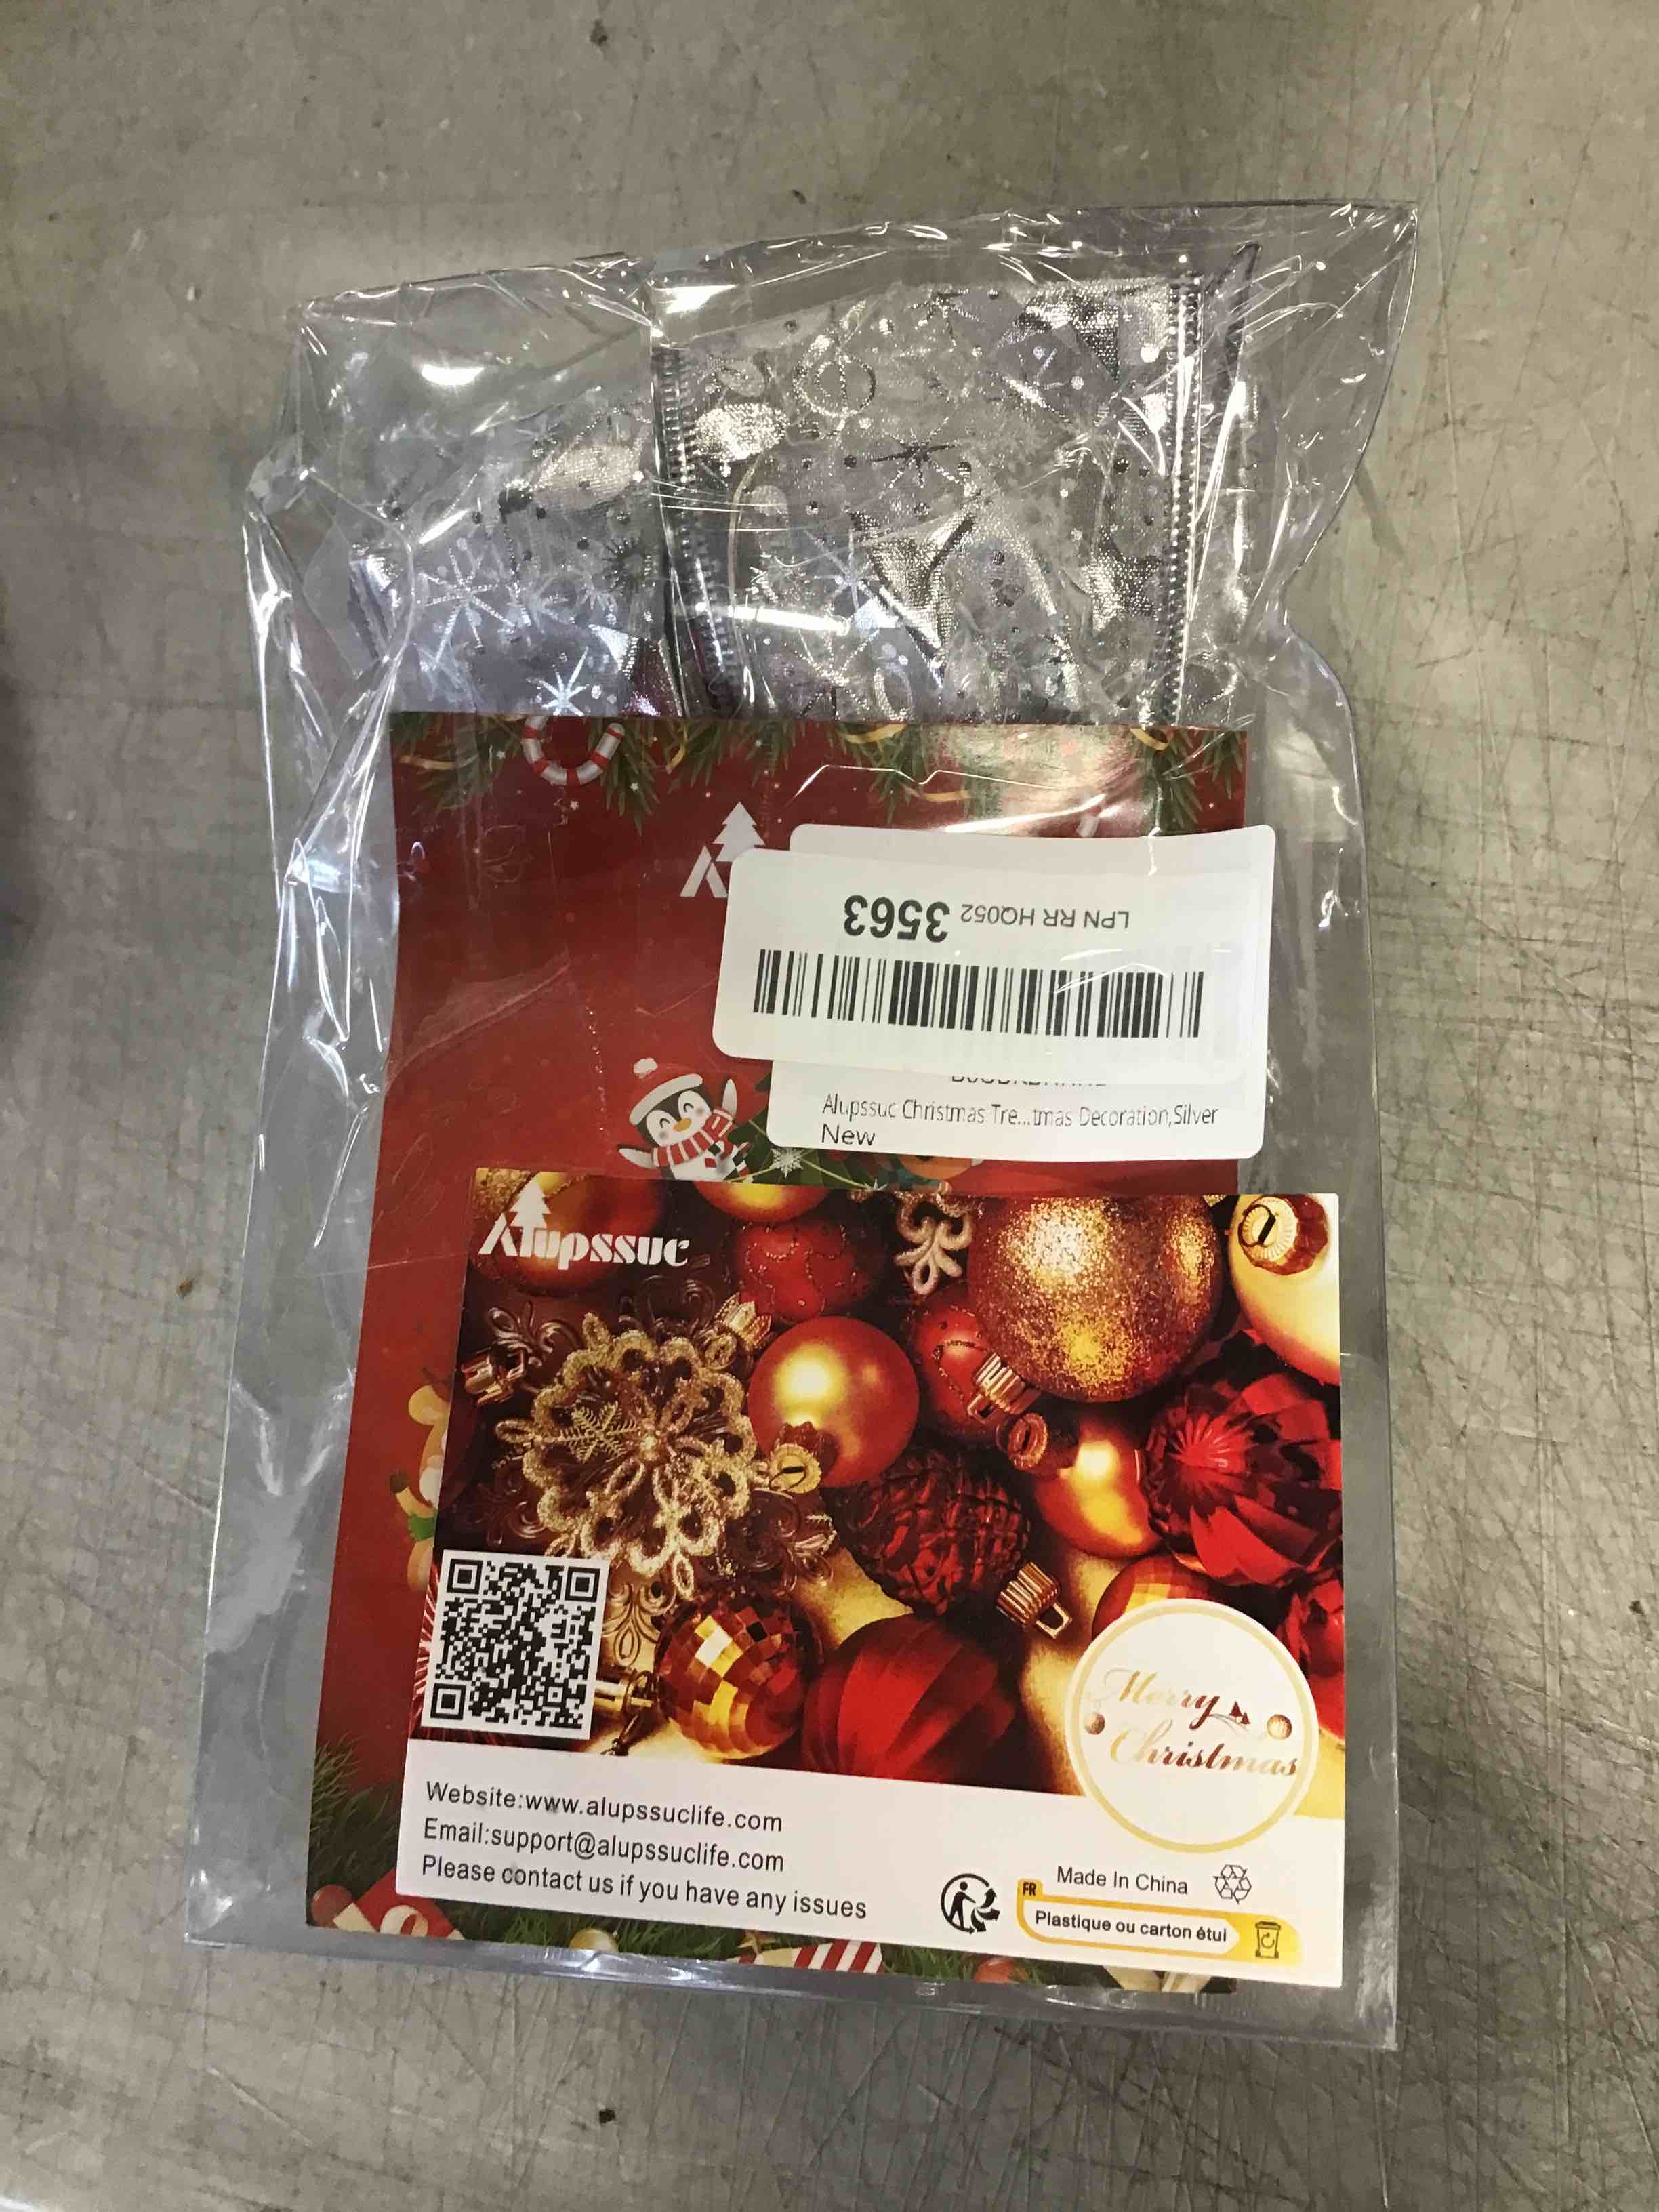 LPN RR HQ052 3563
Alupssuc Christmas Tre...tmas Decoration,Silver
New
Alupssuc
Merry
Christmas
Website:www.alupssuclife.com
Email:support@alupssuclife.com
Please contact us if you have any issues
Made In China
FR
Plastique ou carton étui